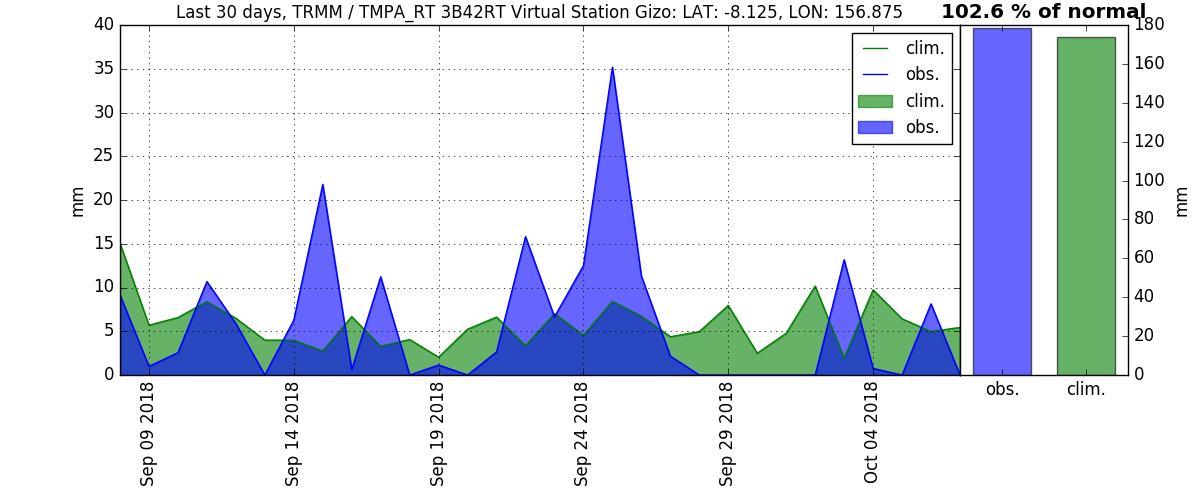 Last 30 days, TRMM / TMPA_RT 3B42RT Virtual Station Gizo: LAT: -8.125, LON: 156.875
102.6 % of normal
40
35
30
25
20
15
10
5
0
mm
clim.
obs.
clim.
obs.
180
160
140
120
100
80
60
40
20
0
mm
Sep 09 2018
Sep 14 2018
Sep 19 2018
Sep 24 2018
Sep 29 2018
Oct 04 2018
obs.
clim.